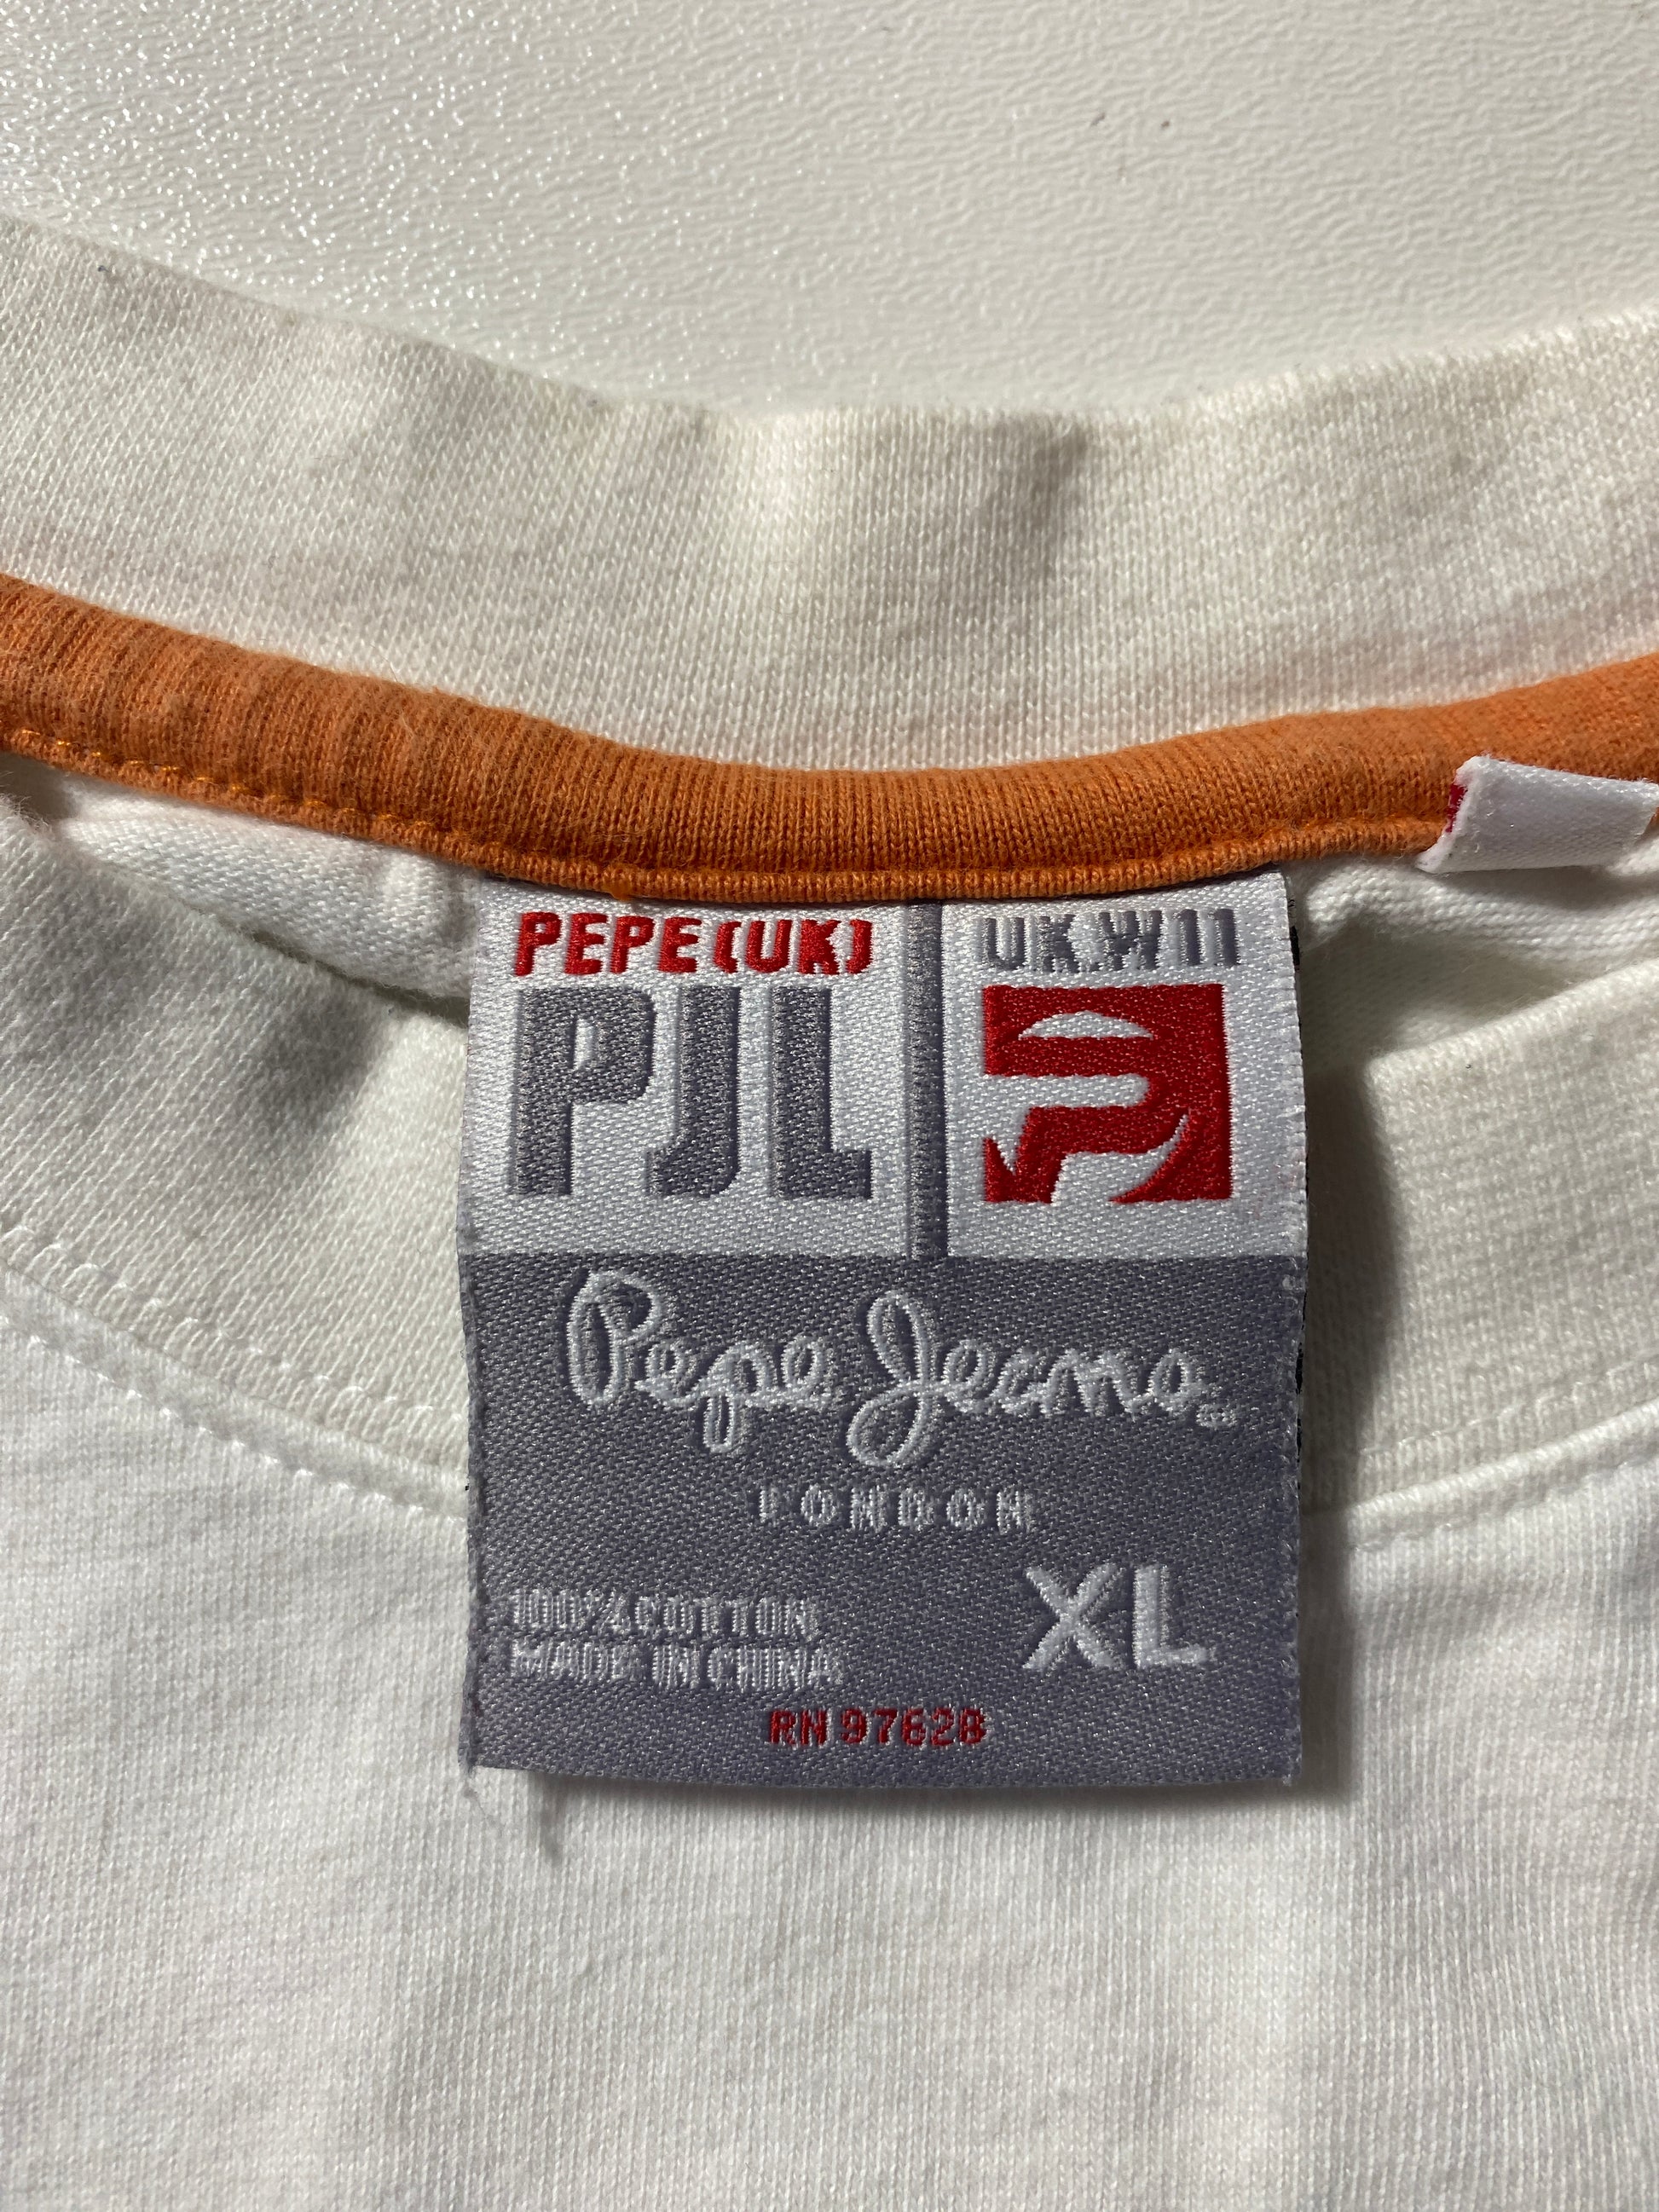 PEPE(UK)
UK.W11
PJL
Pepe Jeans
LONDON
XL
100% COTTON
MADE IN CHINA
RN 97628